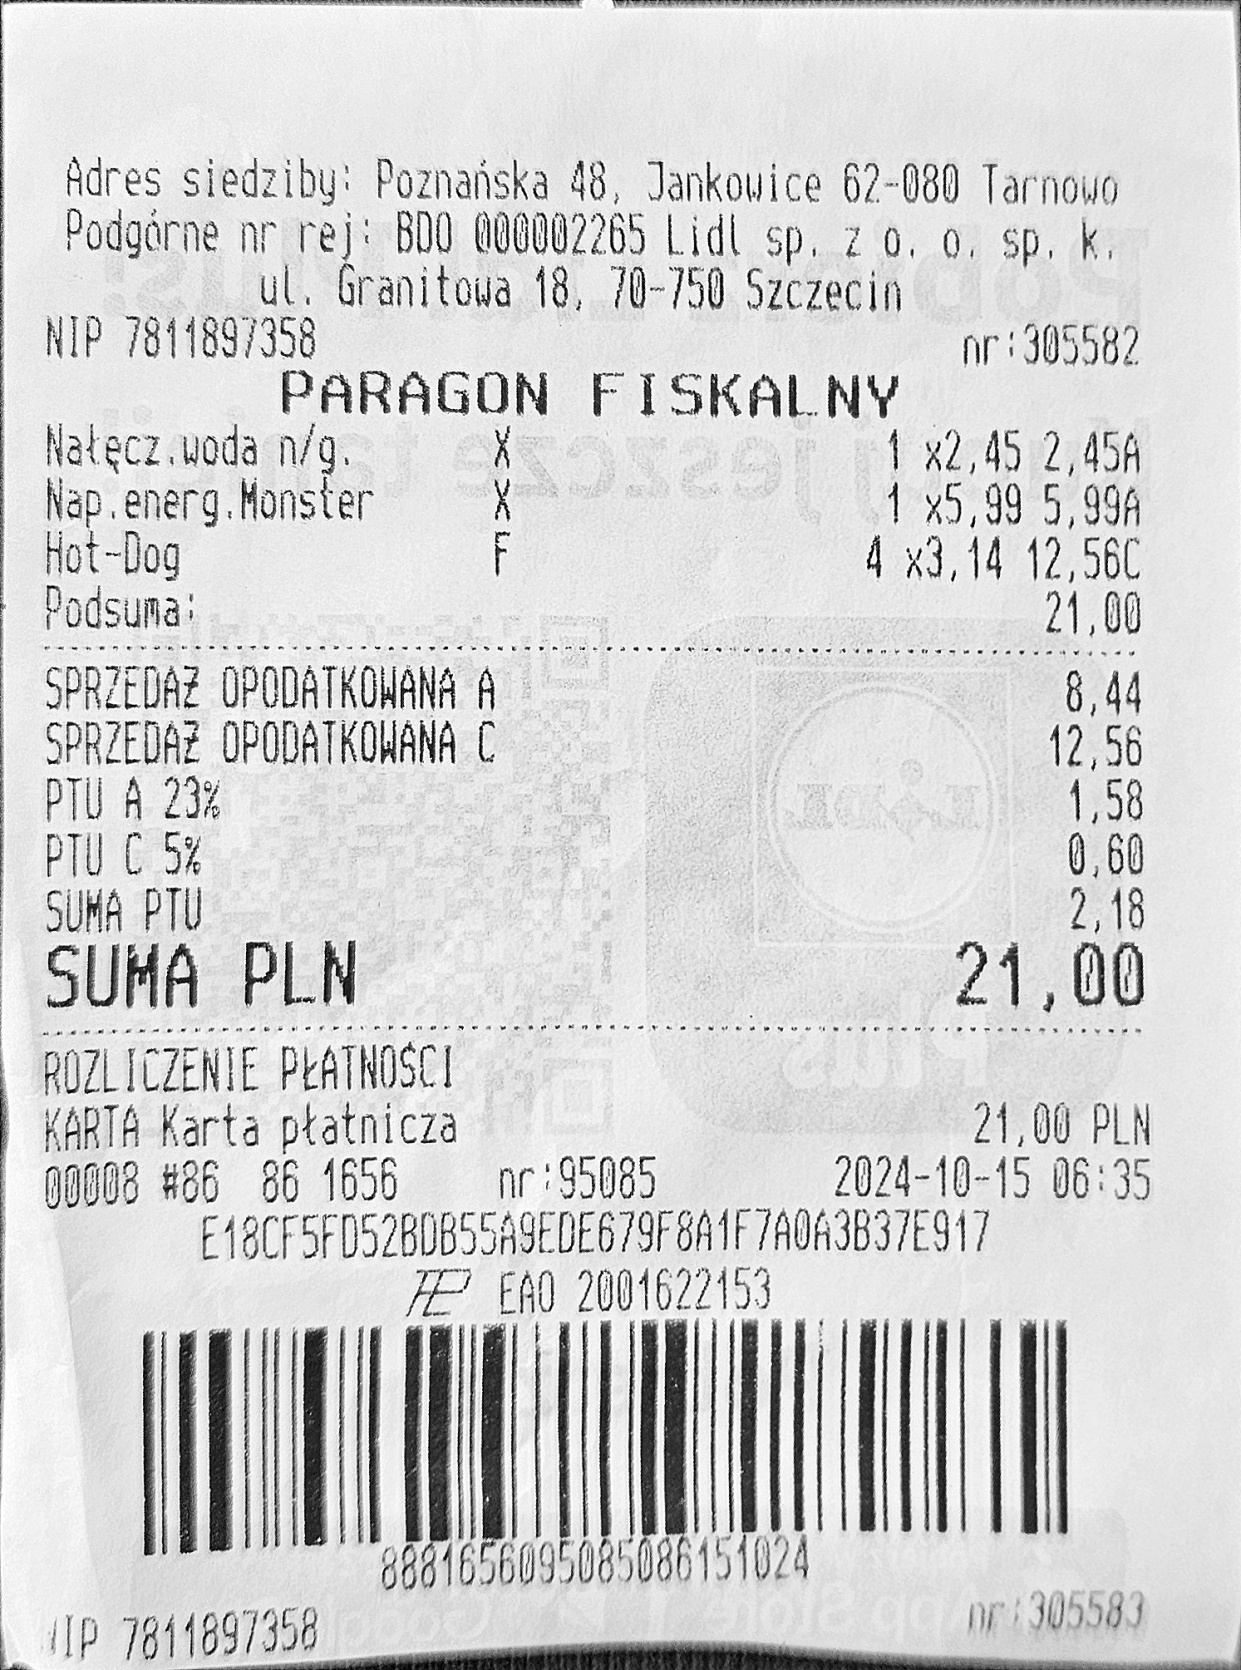 Adres siedziby: Poznańska 48, Jankowice 62-080 Tarnowo
Podgórne nr rej: BDO 000002265 Lidl sp. z o. o. sp. k.
ul. Granitowa 18, 70-750 Szczecin
NIP 7811897358 nr:305582
PARAGON FISKALNY
Nałęcz.woda n/g. X 1 x2,45 2,45A
Nap.energ.Monster X 1 x5,99 5,99A
Hot-Dog F 4 x3,14 12,56C
Podsuma: 21,00
SPRZEDAŻ OPODATKOWANA A 8,44
SPRZEDAŻ OPODATKOWANA C 12,56
PTU A 23% 1,58
PTU C 5% 0,60
SUMA PTU 2,18
SUMA PLN 21,00
ROZLICZENIE PŁATNOŚCI
KARTA Karta płatnicza 21,00 PLN
00008 #86 86 1656 nr:95085 2024-10-15 06:35
E18CF5FD52BDB55A9EDE679F8A1F7A0A3B37E917
EAO 2001622153
8881656095085086151024
NIP 7811897358 nr:305583